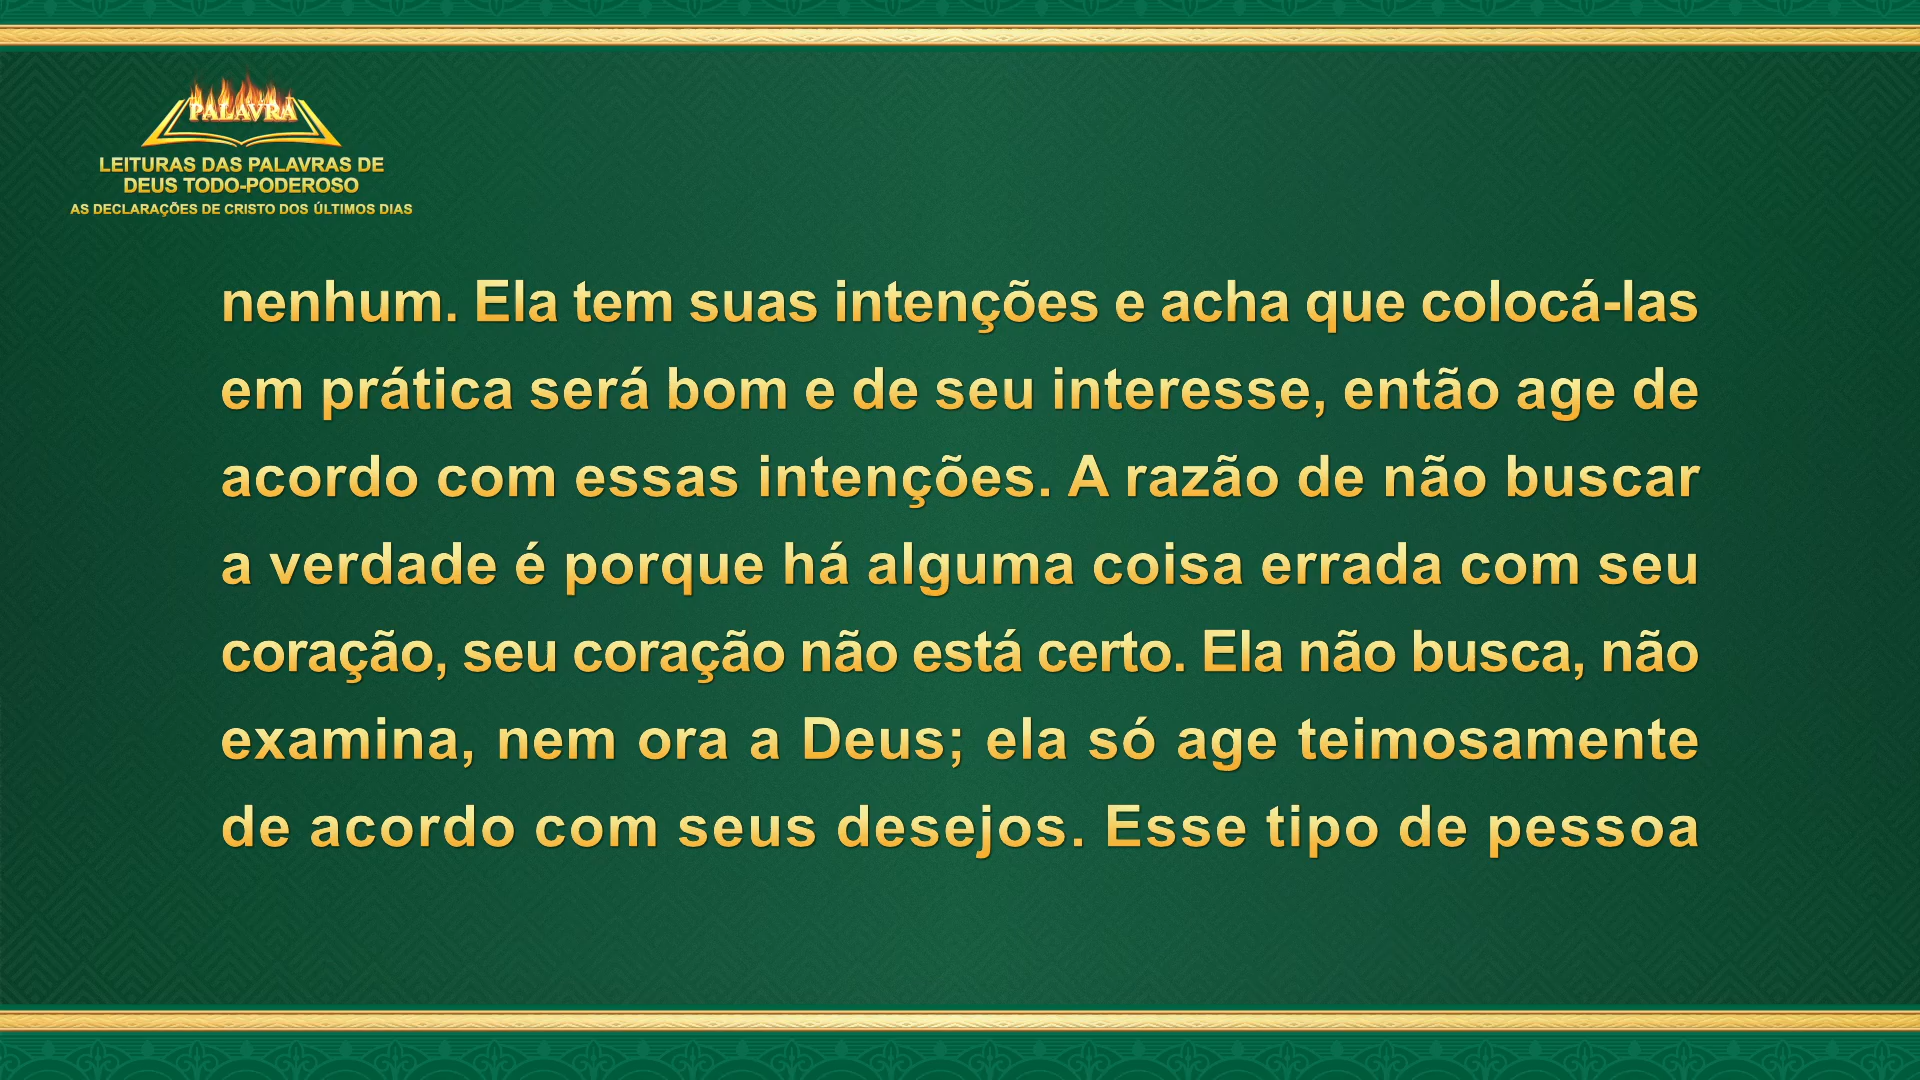 PALAVRA
LEITURAS DAS PALAVRAS DE
DEUS TODO-PODEROSO
AS DECLARAÇÕES DE CRISTO DOS ÚLTIMOS DIAS
nenhum. Ela tem suas intenções e acha que colocá-las
em prática será bom e de seu interesse, então age de
acordo com essas intenções. A razão de não buscar
a verdade é porque há alguma coisa errada com seu
coração, seu coração não está certo. Ela não busca, não
examina, nem ora a Deus; ela só age teimosamente
de acordo com seus desejos. Esse tipo de pessoa